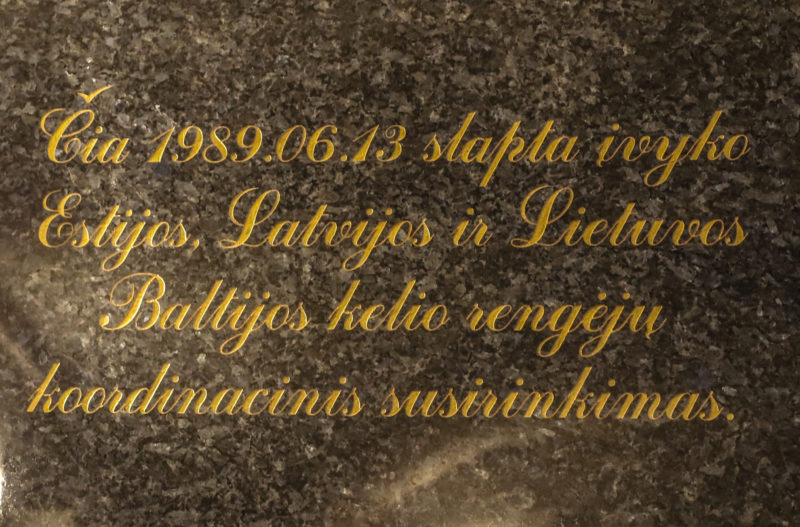 Čia 1989.06.13 slapta įvyko
Estijos, Latvijos ir Lietuvos
Baltijos kelio rengėjų
koordinacinis susirinkimas.